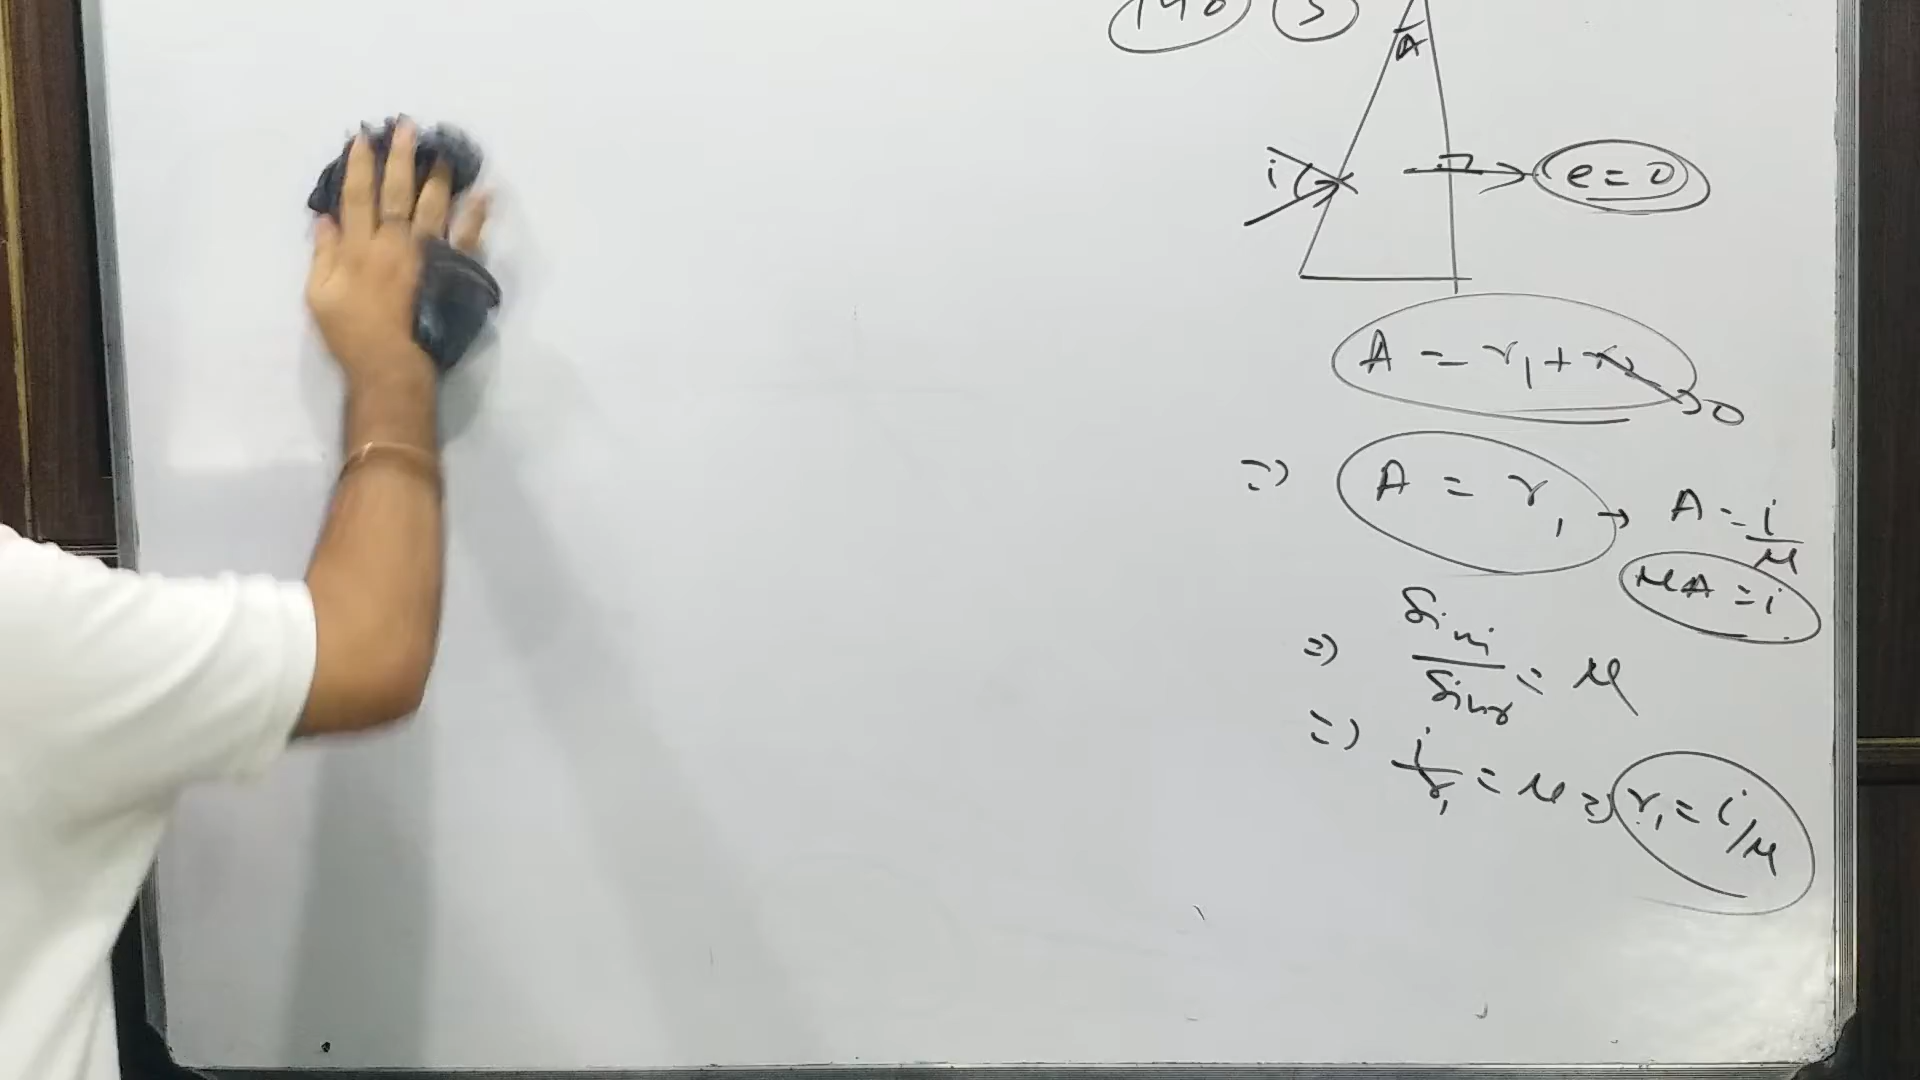 A
i
e = 0
A = r₁ + r₂ → 0
⇒ A = r₁ → A = i/μ
μA = i
⇒ sin i / sin r = μ
⇒ i/r₁ = μ ⇒ r₁ = i/μ